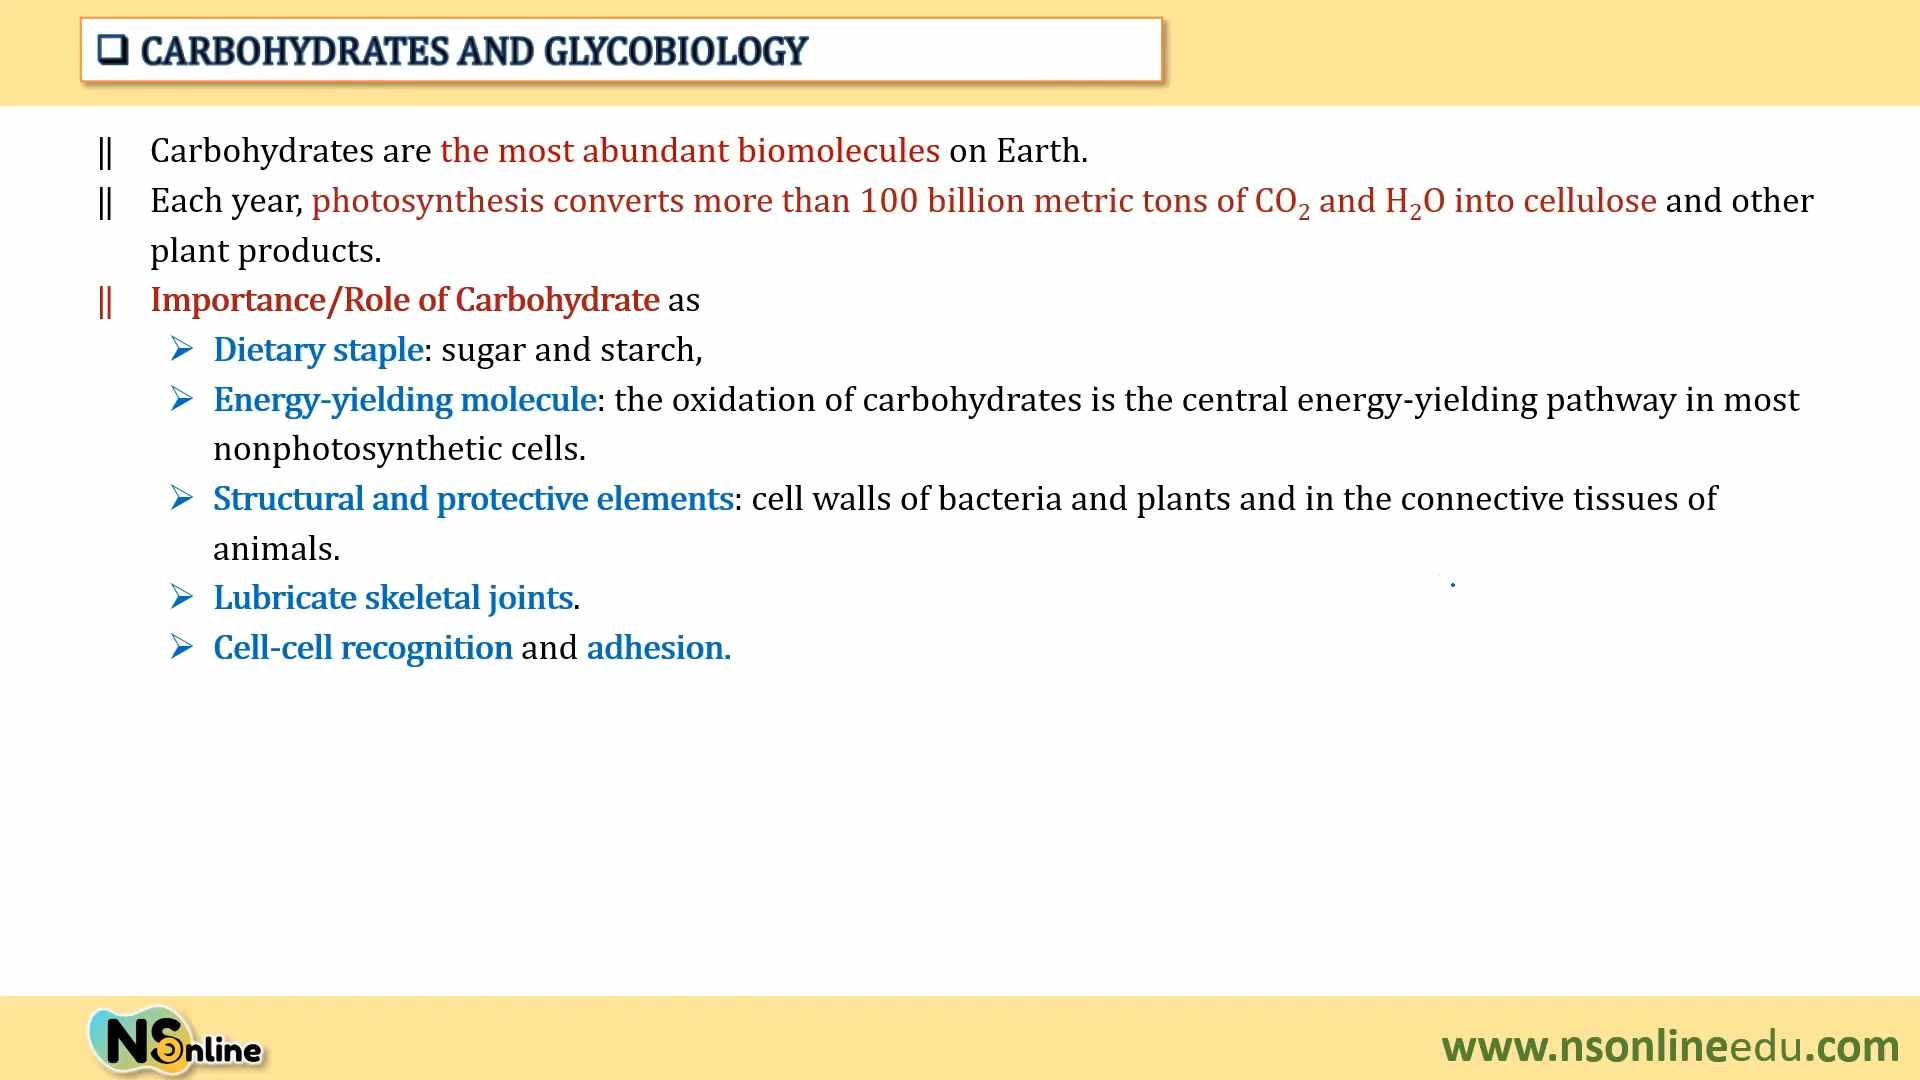 ❑ CARBOHYDRATES AND GLYCOBIOLOGY
|| Carbohydrates are the most abundant biomolecules on Earth.
|| Each year, photosynthesis converts more than 100 billion metric tons of CO₂ and H₂O into cellulose and other
plant products.
|| Importance/Role of Carbohydrate as
➢ Dietary staple: sugar and starch,
➢ Energy-yielding molecule: the oxidation of carbohydrates is the central energy-yielding pathway in most
nonphotosynthetic cells.
➢ Structural and protective elements: cell walls of bacteria and plants and in the connective tissues of
animals.
➢ Lubricate skeletal joints.
➢ Cell-cell recognition and adhesion.
NS Online
www.nsonlineedu.com